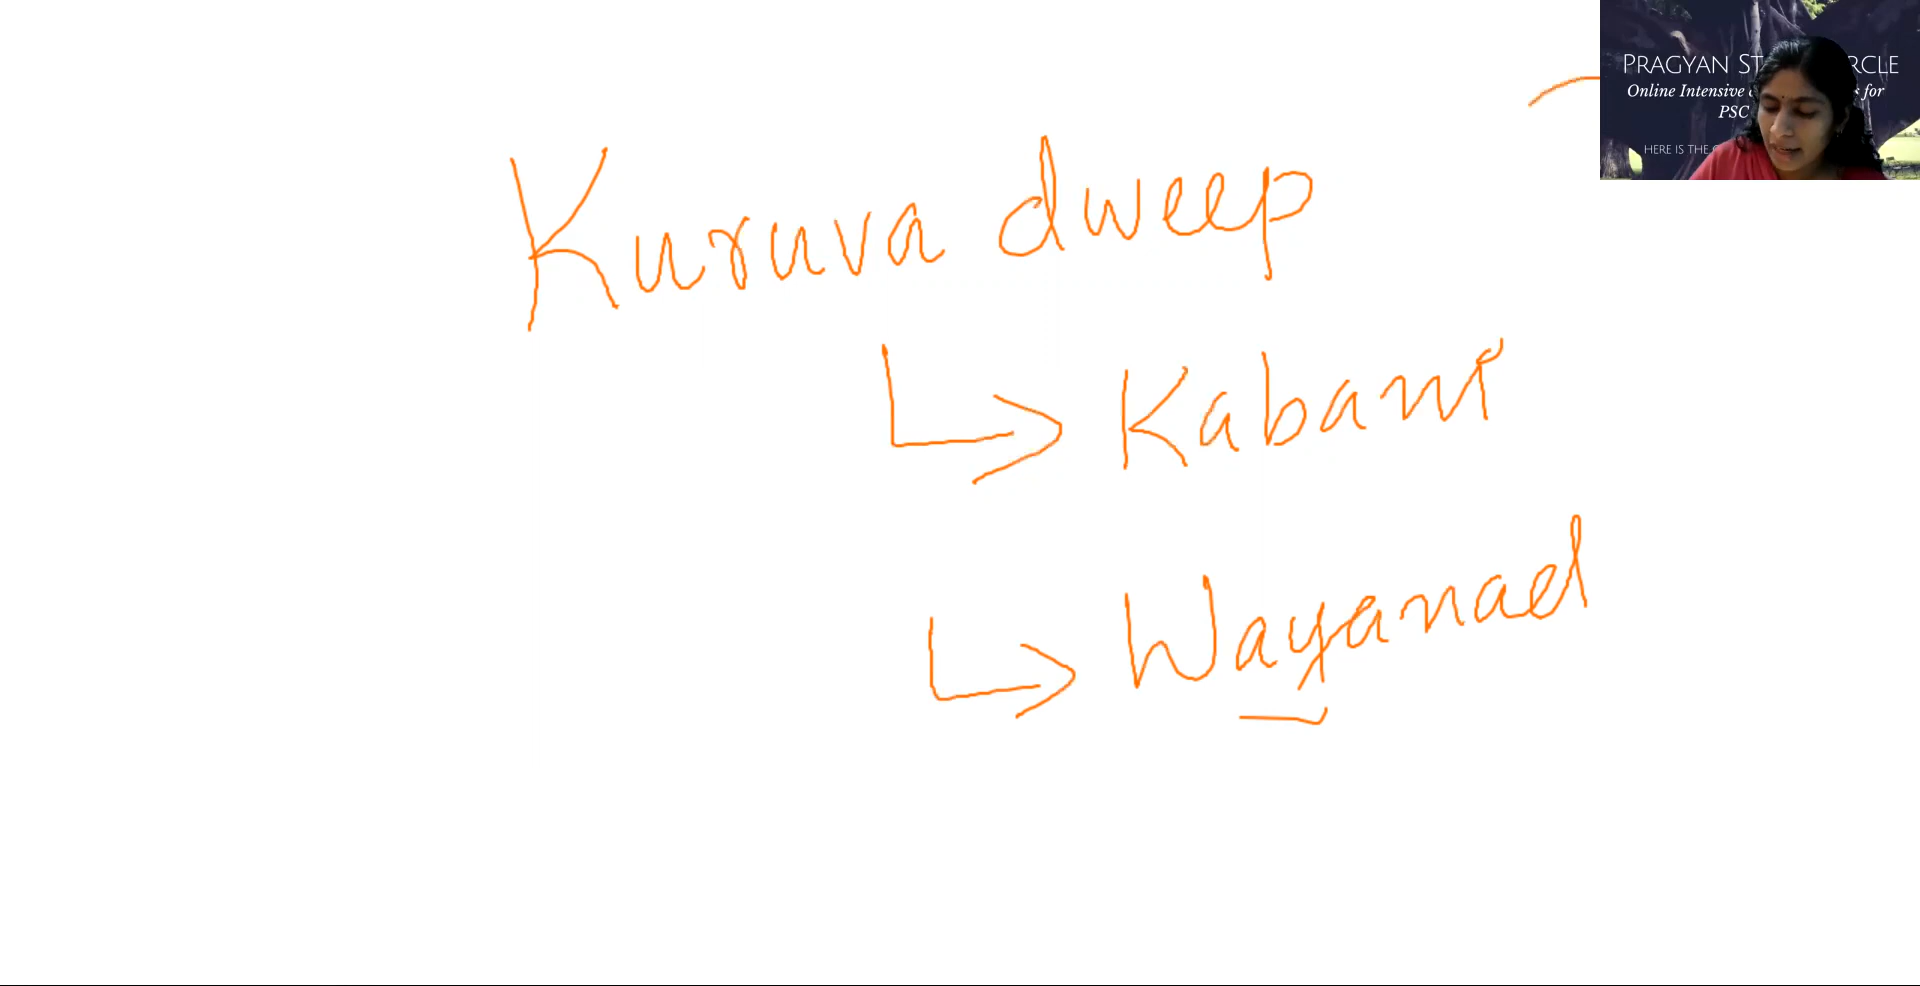 Kuruva dweep
Kabani
Wayanad
PRAGYAN ST RCLE
Online Intensive s for
PSC
HERE IS THE